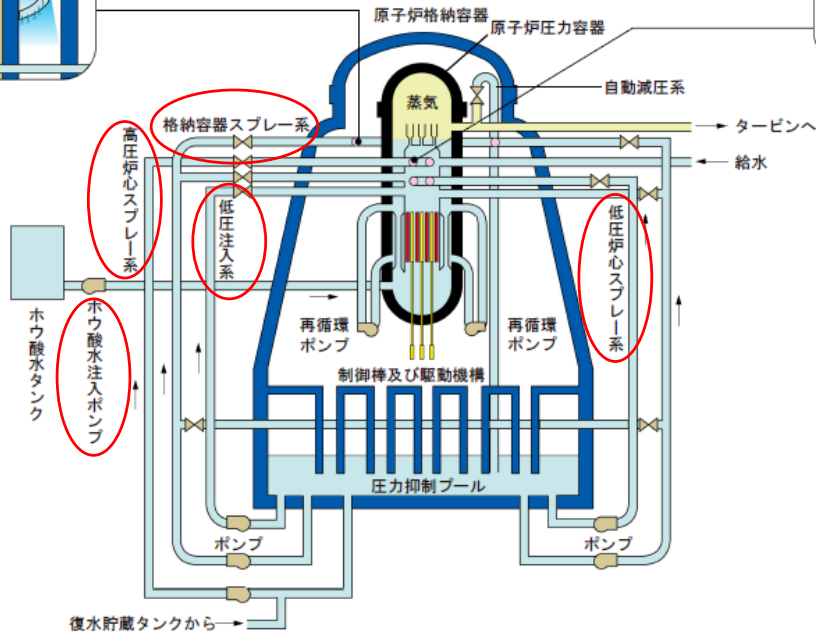 原子炉格納容器
原子炉圧力容器
自動減圧系
蒸気
格納容器スプレー系
タービンへ
給水
高圧炉心スプレー系
低圧注入系
低圧炉心スプレー系
ホウ酸水タンク
ホウ酸水注入ポンプ
再循環
ポンプ
再循環
ポンプ
制御棒及び駆動機構
圧力抑制プール
ポンプ
ポンプ
復水貯蔵タンクから